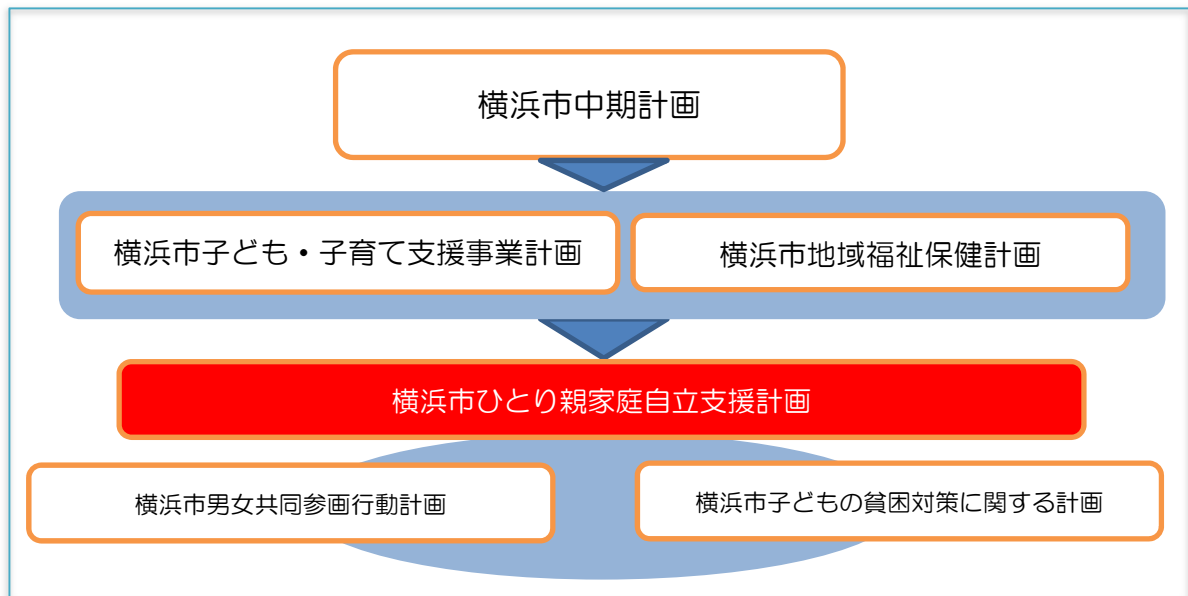 横浜市中期計画
横浜市子ども・子育て支援事業計画
横浜市地域福祉保健計画
横浜市ひとり親家庭自立支援計画
横浜市男女共同参画行動計画
横浜市子どもの貧困対策に関する計画